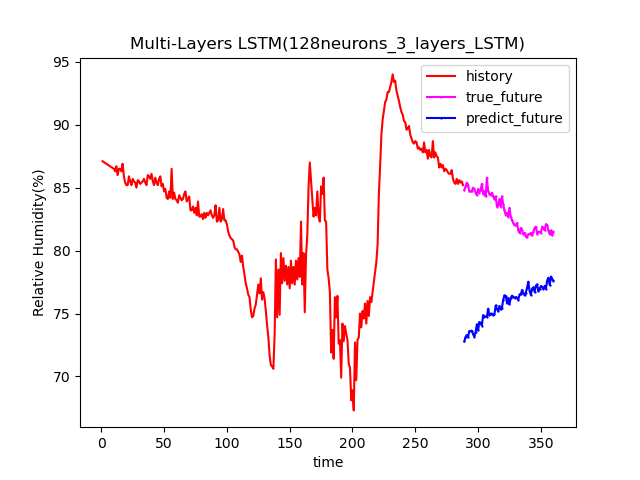 Multi-Layers LSTM(128neurons_3_layers_LSTM)
history
true_future
predict_future
Relative Humidity(%)
95
90
85
80
75
70
0 50 100 150 200 250 300 350
time